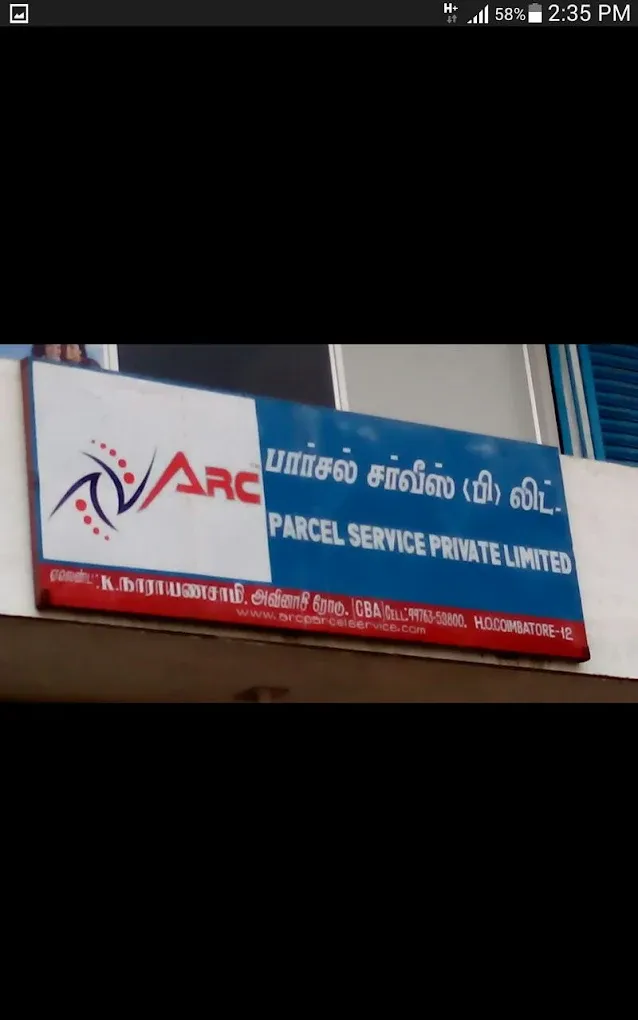 H+ 58% 2:35 PM
ARC
பார்சல் சர்வீஸ் (பி) லிட்.
PARCEL SERVICE PRIVATE LIMITED
ஏஜெண்ட்: K.நாராயணசாமி, அவினாசி ரோடு. (CBA) CELL: 99763-53800. H.O.COIMBATORE-12
www.arcparcelservice.com